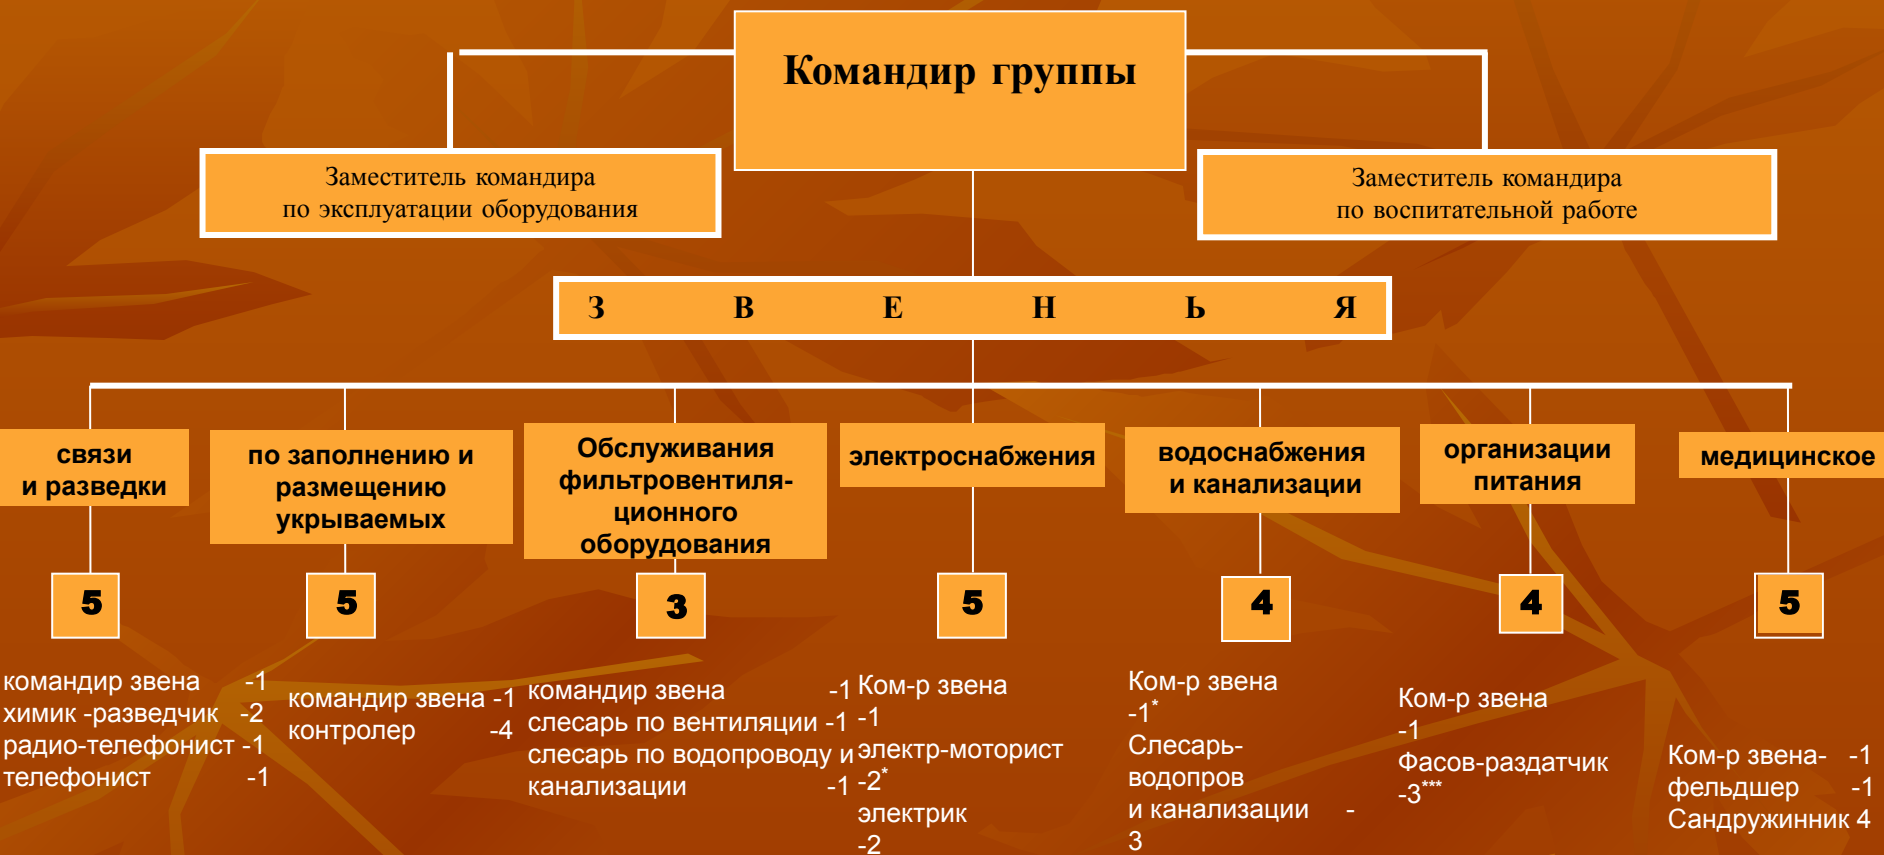 Командир группы
Заместитель командира
по эксплуатации оборудования
Заместитель командира
по воспитательной работе
З В Е Н Ь Я
связи
и разведки
по заполнению и
размещению
укрываемых
Обслуживания
фильтровентиля-
ционного
оборудования
электроснабжения
водоснабжения
и канализации
организации
питания
медицинское
5
5
3
5
4
4
5
командир звена -1
химик -разведчик -2
радио-телефонист -1
телефонист -1
командир звена -1
контролер -4
командир звена -1
слесарь по вентиляции -1
слесарь по водопроводу и
канализации -1
Ком-р звена
-1
электр-моторист
-2*
электрик
-2
Ком-р звена
-1*
Слесарь-
водопров
и канализации -
3
Ком-р звена
-1
Фасов-раздатчик
-3***
Ком-р звена- -1
фельдшер -1
Сандружинник 4